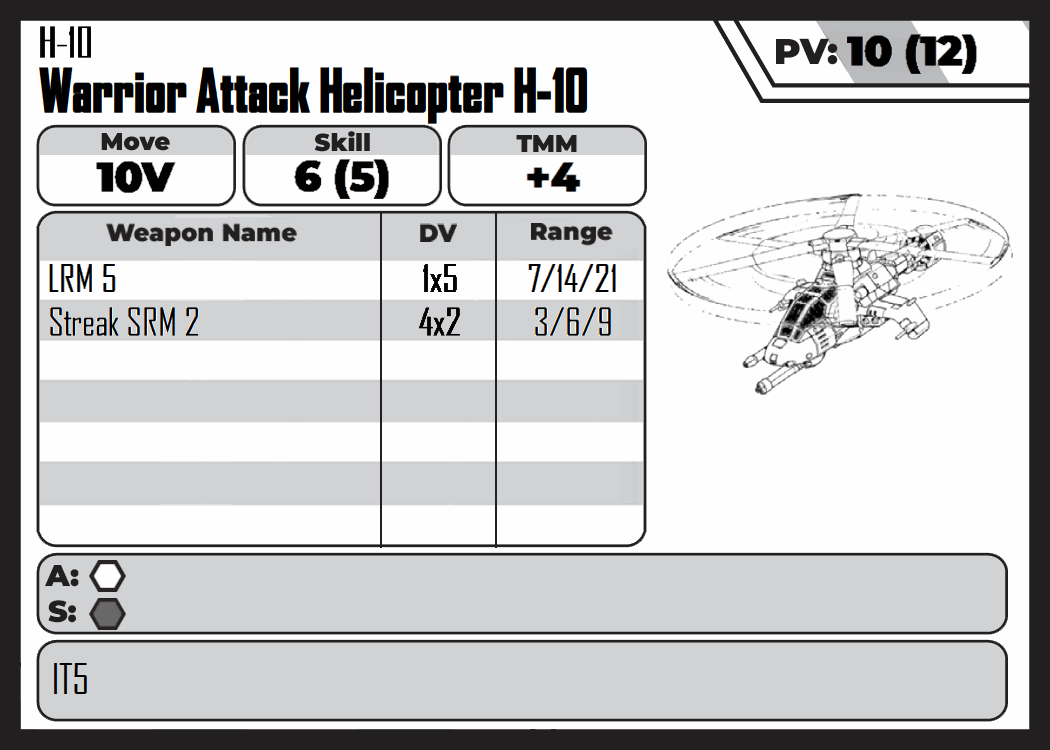 H-10
PV: 10 (12)
Warrior Attack Helicopter H-10
Move Skill TMM
10V 6 (5) +4
Weapon Name DV Range
LRM 5 1x5 7/14/21
Streak SRM 2 4x2 3/6/9
A:
S:
IT5